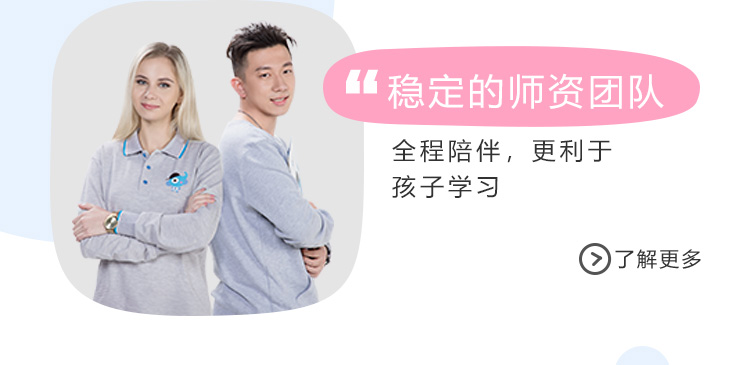 稳定的师资团队
全程陪伴，更利于
孩子学习
了解更多